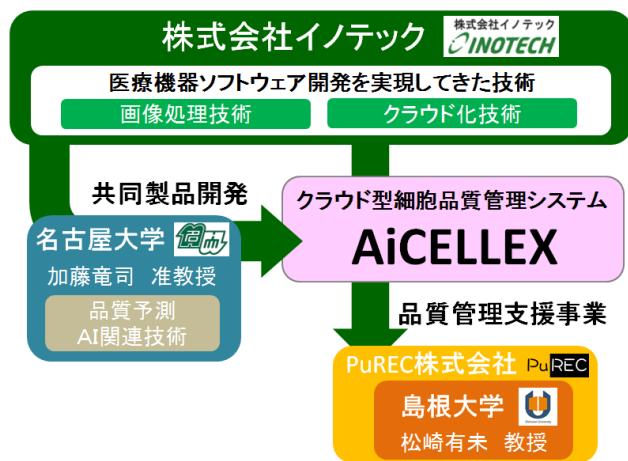 株式会社イノテック
株式会社イノテック
INOTECH
医療機器ソフトウェア開発を実現してきた技術
画像処理技術
クラウド化技術
共同製品開発
クラウド型細胞品質管理システム
AiCELLEX
名古屋大学
加藤竜司 准教授
品質予測
AI関連技術
品質管理支援事業
PuREC株式会社 PuREC
島根大学
松崎有未 教授